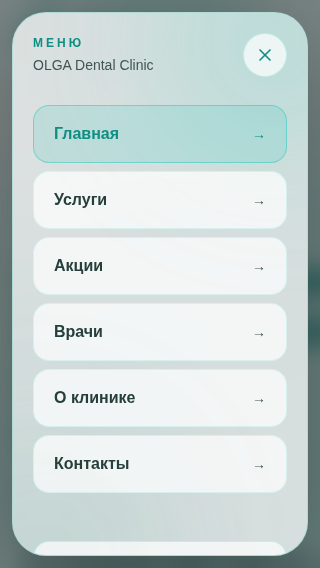 МЕНЮ
OLGA Dental Clinic
Главная →
Услуги →
Акции →
Врачи →
О клинике →
Контакты →